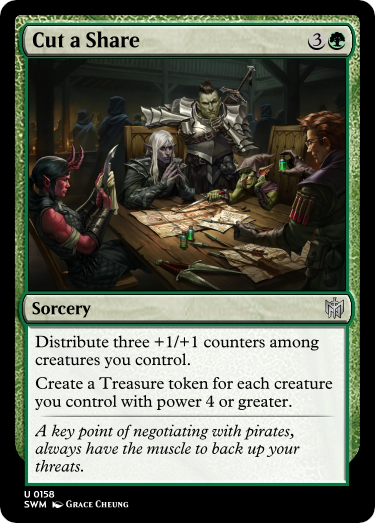 Cut a Share 3
Sorcery
Distribute three +1/+1 counters among
creatures you control.
Create a Treasure token for each creature
you control with power 4 or greater.
A key point of negotiating with pirates,
always have the muscle to back up your
threats.
U 0158
SWM Grace Cheung